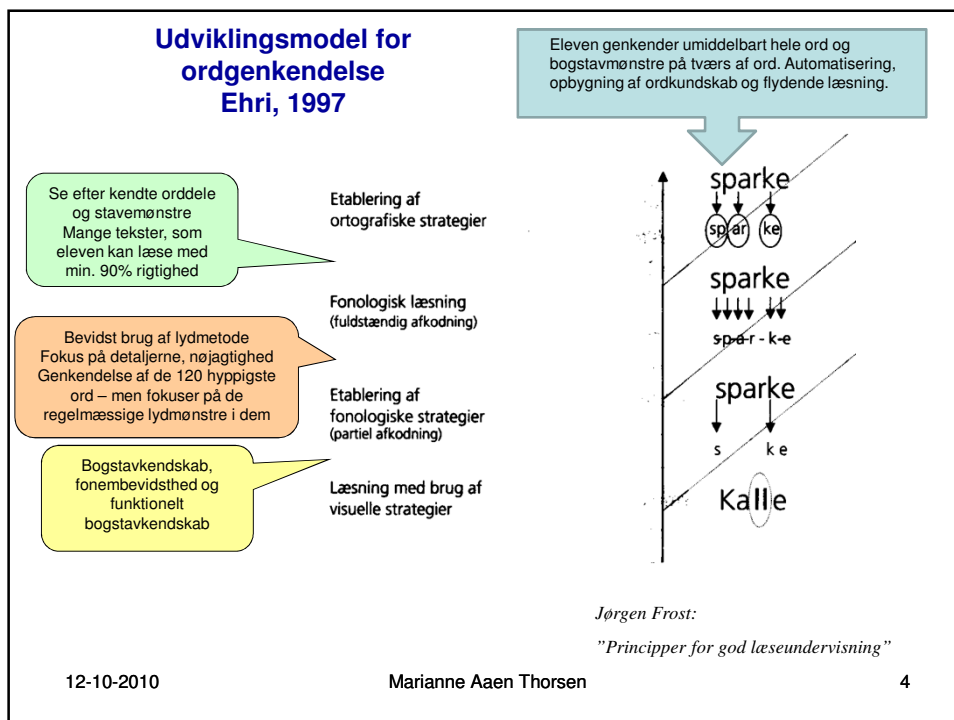 Udviklingsmodel for
ordgenkendelse
Ehri, 1997
Eleven genkender umiddelbart hele ord og
bogstavmønstre på tværs af ord. Automatisering,
opbygning af ordkundskab og flydende læsning.
Se efter kendte orddele
og stavemønstre
Mange tekster, som
eleven kan læse med
min. 90% rigtighed
Etablering af
ortografiske strategier
sparke
sp ar ke
Fonologisk læsning
(fuldstændig afkodning)
sparke
s-p-a-r - k-e
Bevidst brug af lydmetode
Fokus på detaljerne, nøjagtighed
Genkendelse af de 120 hyppigste
ord – men fokuser på de
regelmæssige lydmønstre i dem
Etablering af
fonologiske strategier
(partiel afkodning)
sparke
s k e
Bogstavkendskab,
fonembevidsthed og
funktionelt
bogstavkendskab
Læsning med brug af
visuelle strategier
Kalle
Jørgen Frost:
”Principper for god læseundervisning”
12-10-2010 Marianne Aaen Thorsen 4